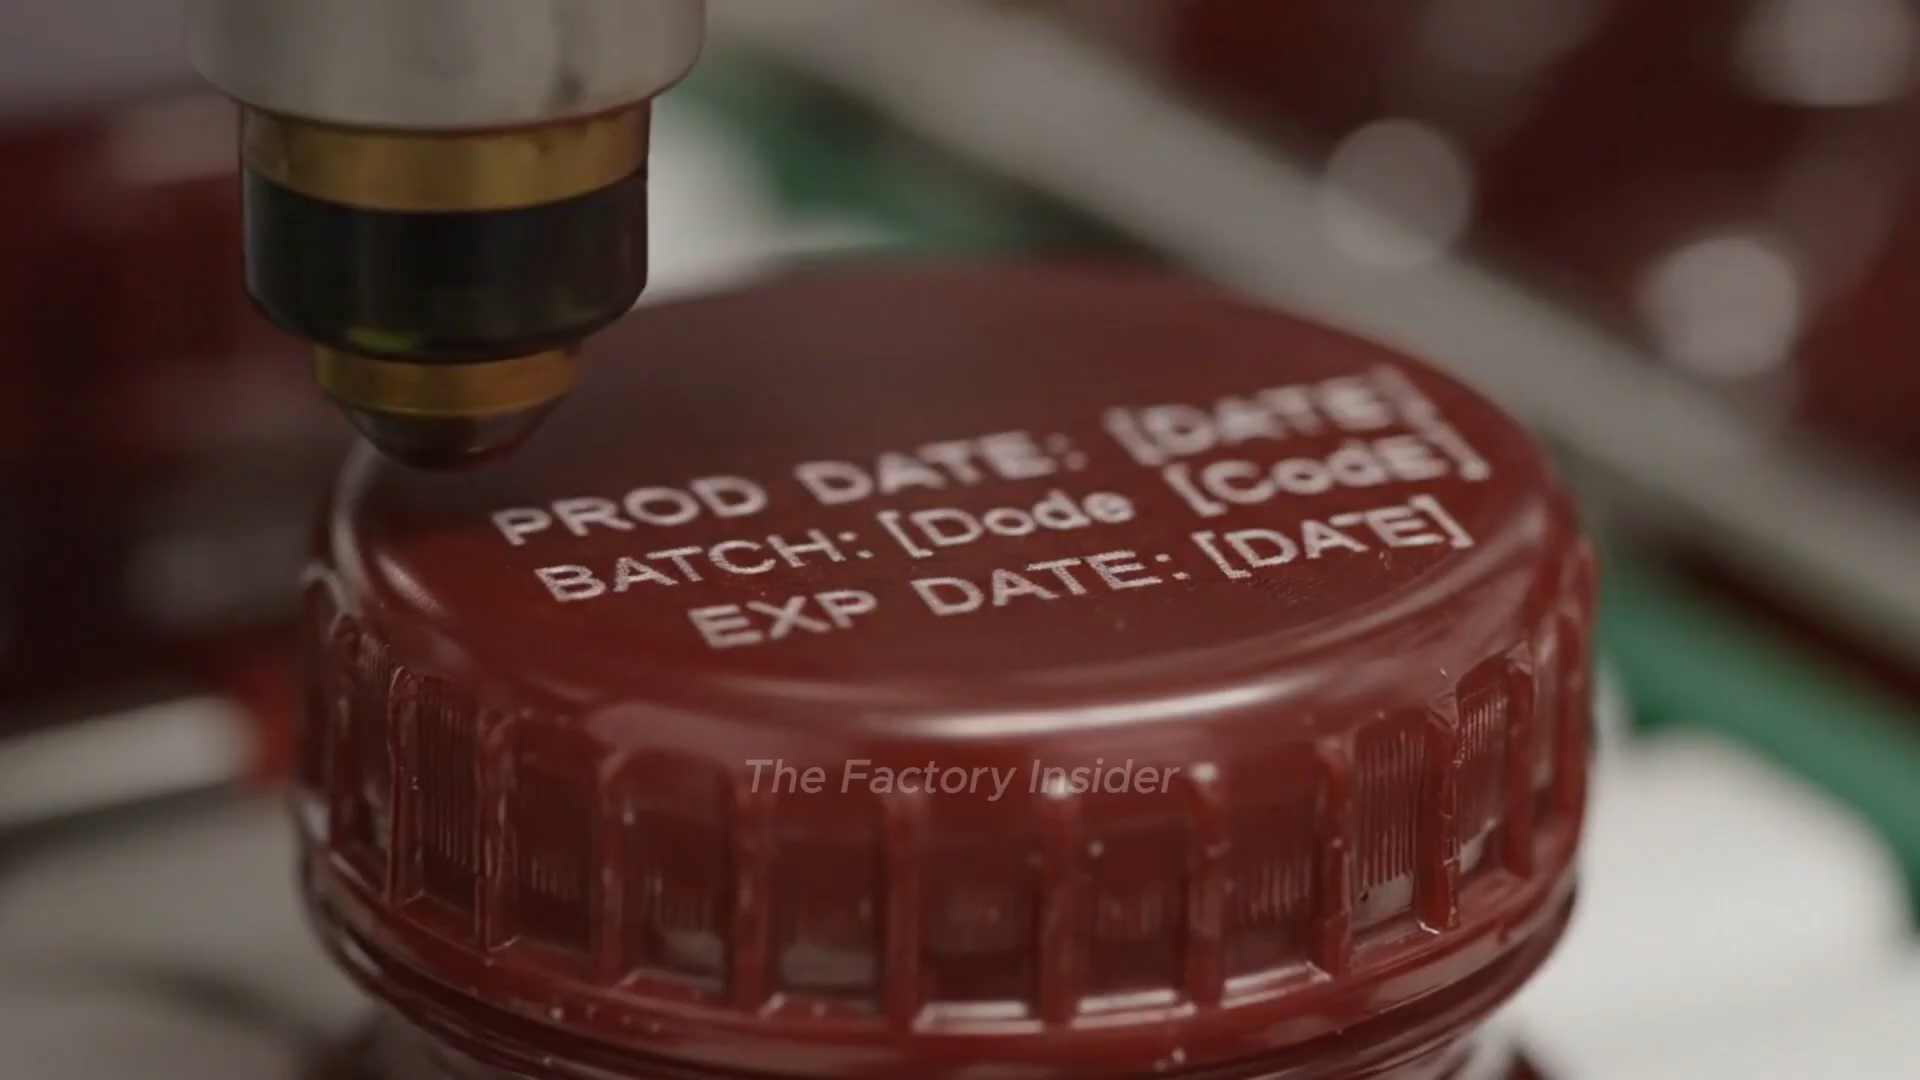 PROD DATE: [DATE]
BATCH: [Dode [CodE]
EXP DATE: [DATE]
The Factory Insider